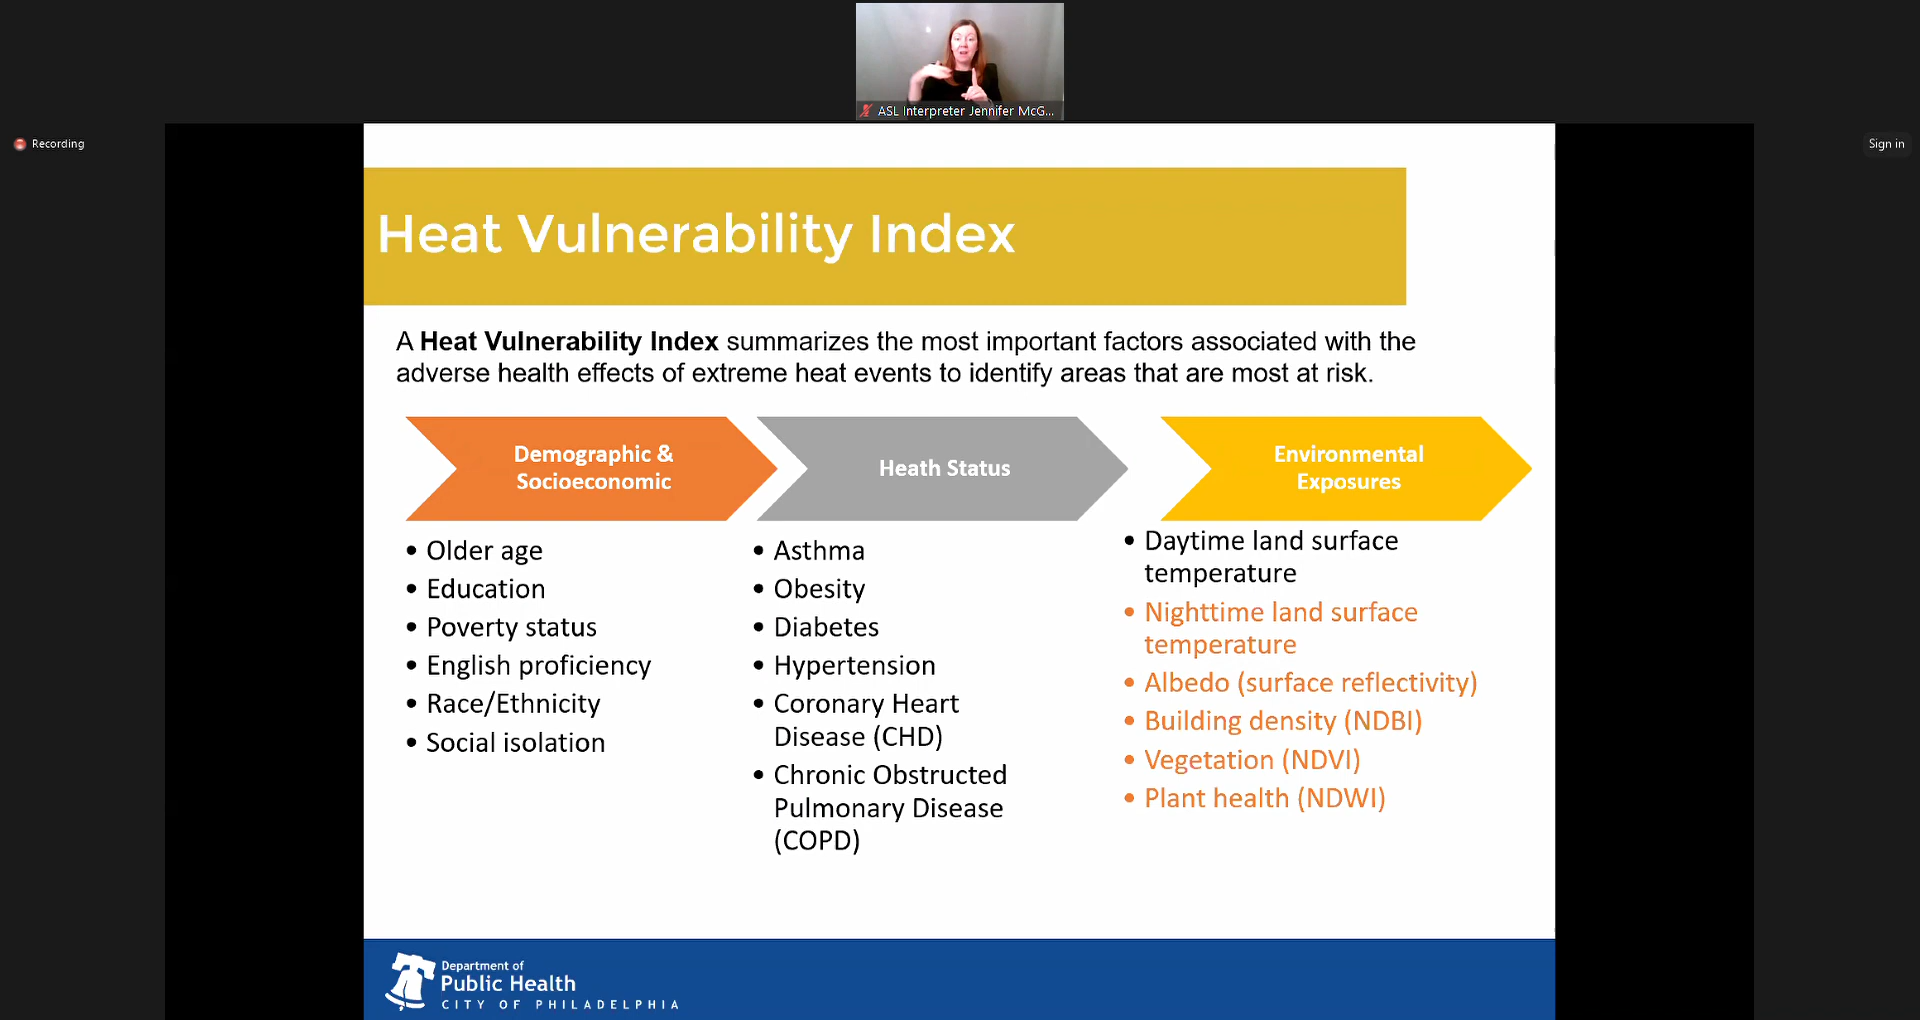 ASL Interpreter Jennifer McG...
Recording
Sign in
Heat Vulnerability Index
A Heat Vulnerability Index summarizes the most important factors associated with the
adverse health effects of extreme heat events to identify areas that are most at risk.
Demographic &
Socioeconomic
• Older age
• Education
• Poverty status
• English proficiency
• Race/Ethnicity
• Social isolation
Heath Status
• Asthma
• Obesity
• Diabetes
• Hypertension
• Coronary Heart
Disease (CHD)
• Chronic Obstructed
Pulmonary Disease
(COPD)
Environmental
Exposures
• Daytime land surface
temperature
• Nighttime land surface
temperature
• Albedo (surface reflectivity)
• Building density (NDBI)
• Vegetation (NDVI)
• Plant health (NDWI)
Department of
Public Health
CITY OF PHILADELPHIA